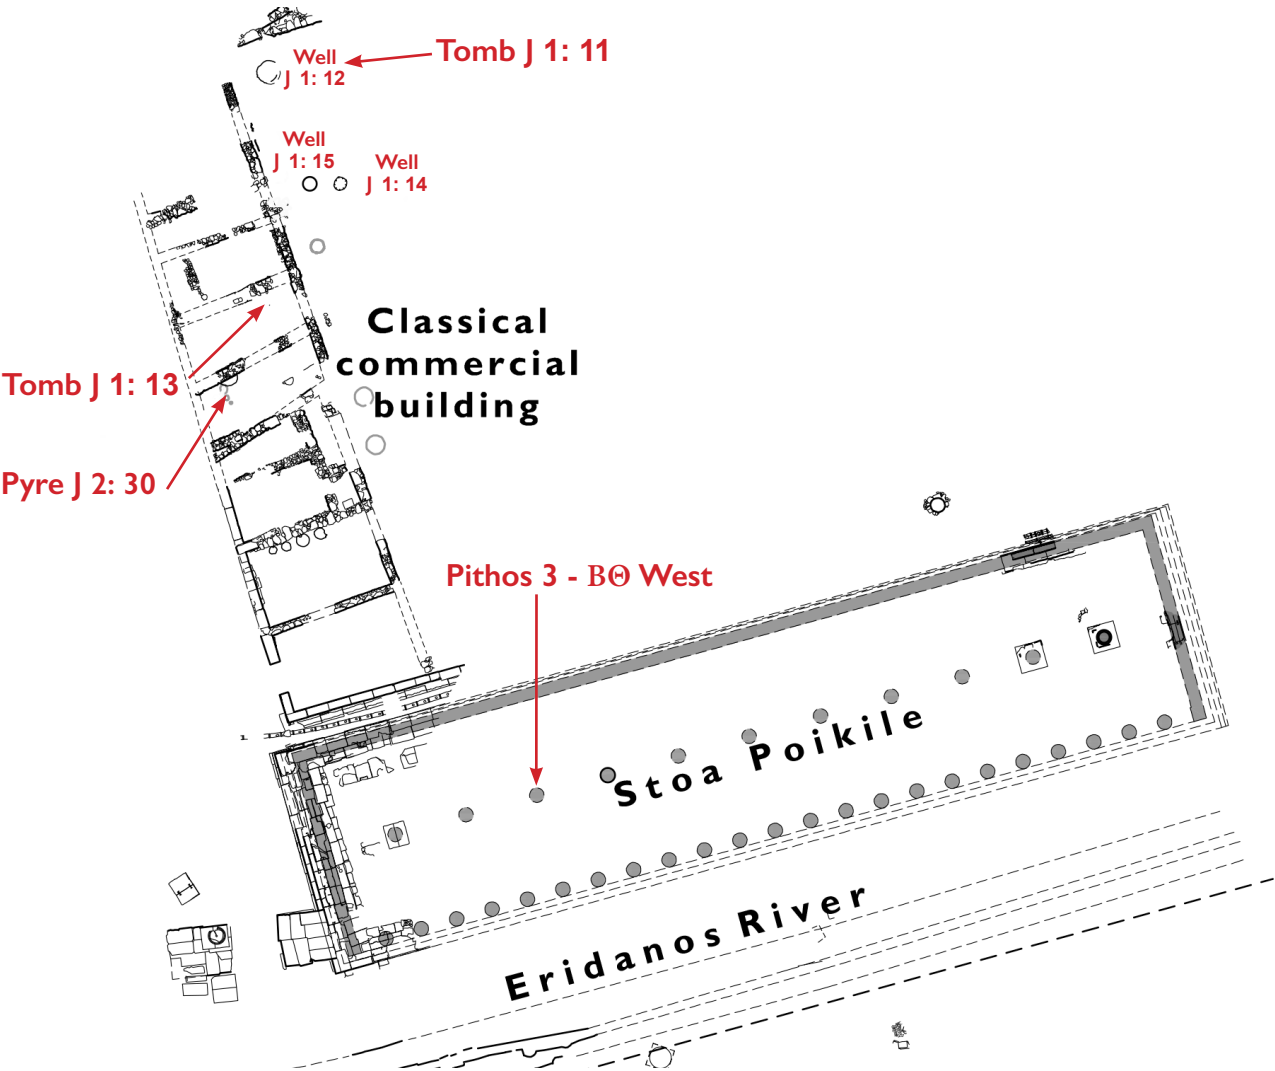 Well
J 1: 12
Tomb J 1: 11
Well
J 1: 15
Well
J 1: 14
Classical
commercial
building
Tomb J 1: 13
Pyre J 2: 30
Pithos 3 - ΒΘ West
Stoa Poikile
Eridanos River